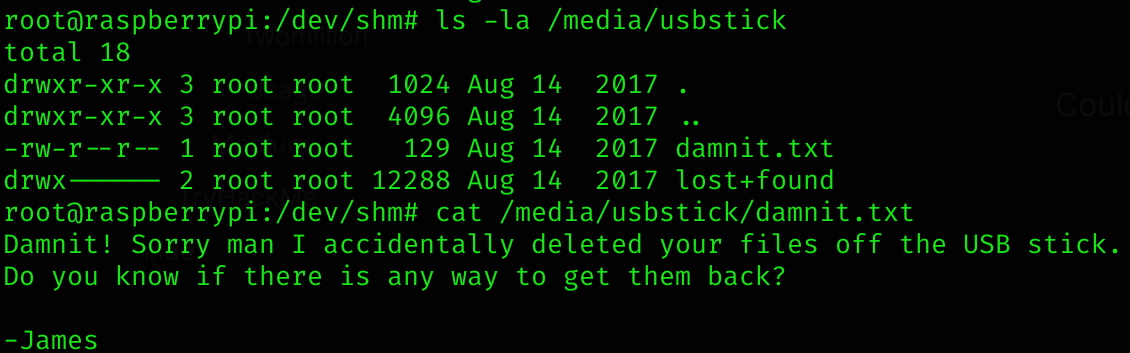 root@raspberrypi:/dev/shm# ls -la /media/usbstick
total 18
drwxr-xr-x 3 root root  1024 Aug 14  2017 .
drwxr-xr-x 3 root root  4096 Aug 14  2017 ..
-rw-r--r-- 1 root root   129 Aug 14  2017 damnit.txt
drwx------ 2 root root 12288 Aug 14  2017 lost+found
root@raspberrypi:/dev/shm# cat /media/usbstick/damnit.txt
Damnit! Sorry man I accidentally deleted your files off the USB stick.
Do you know if there is any way to get them back?

-James